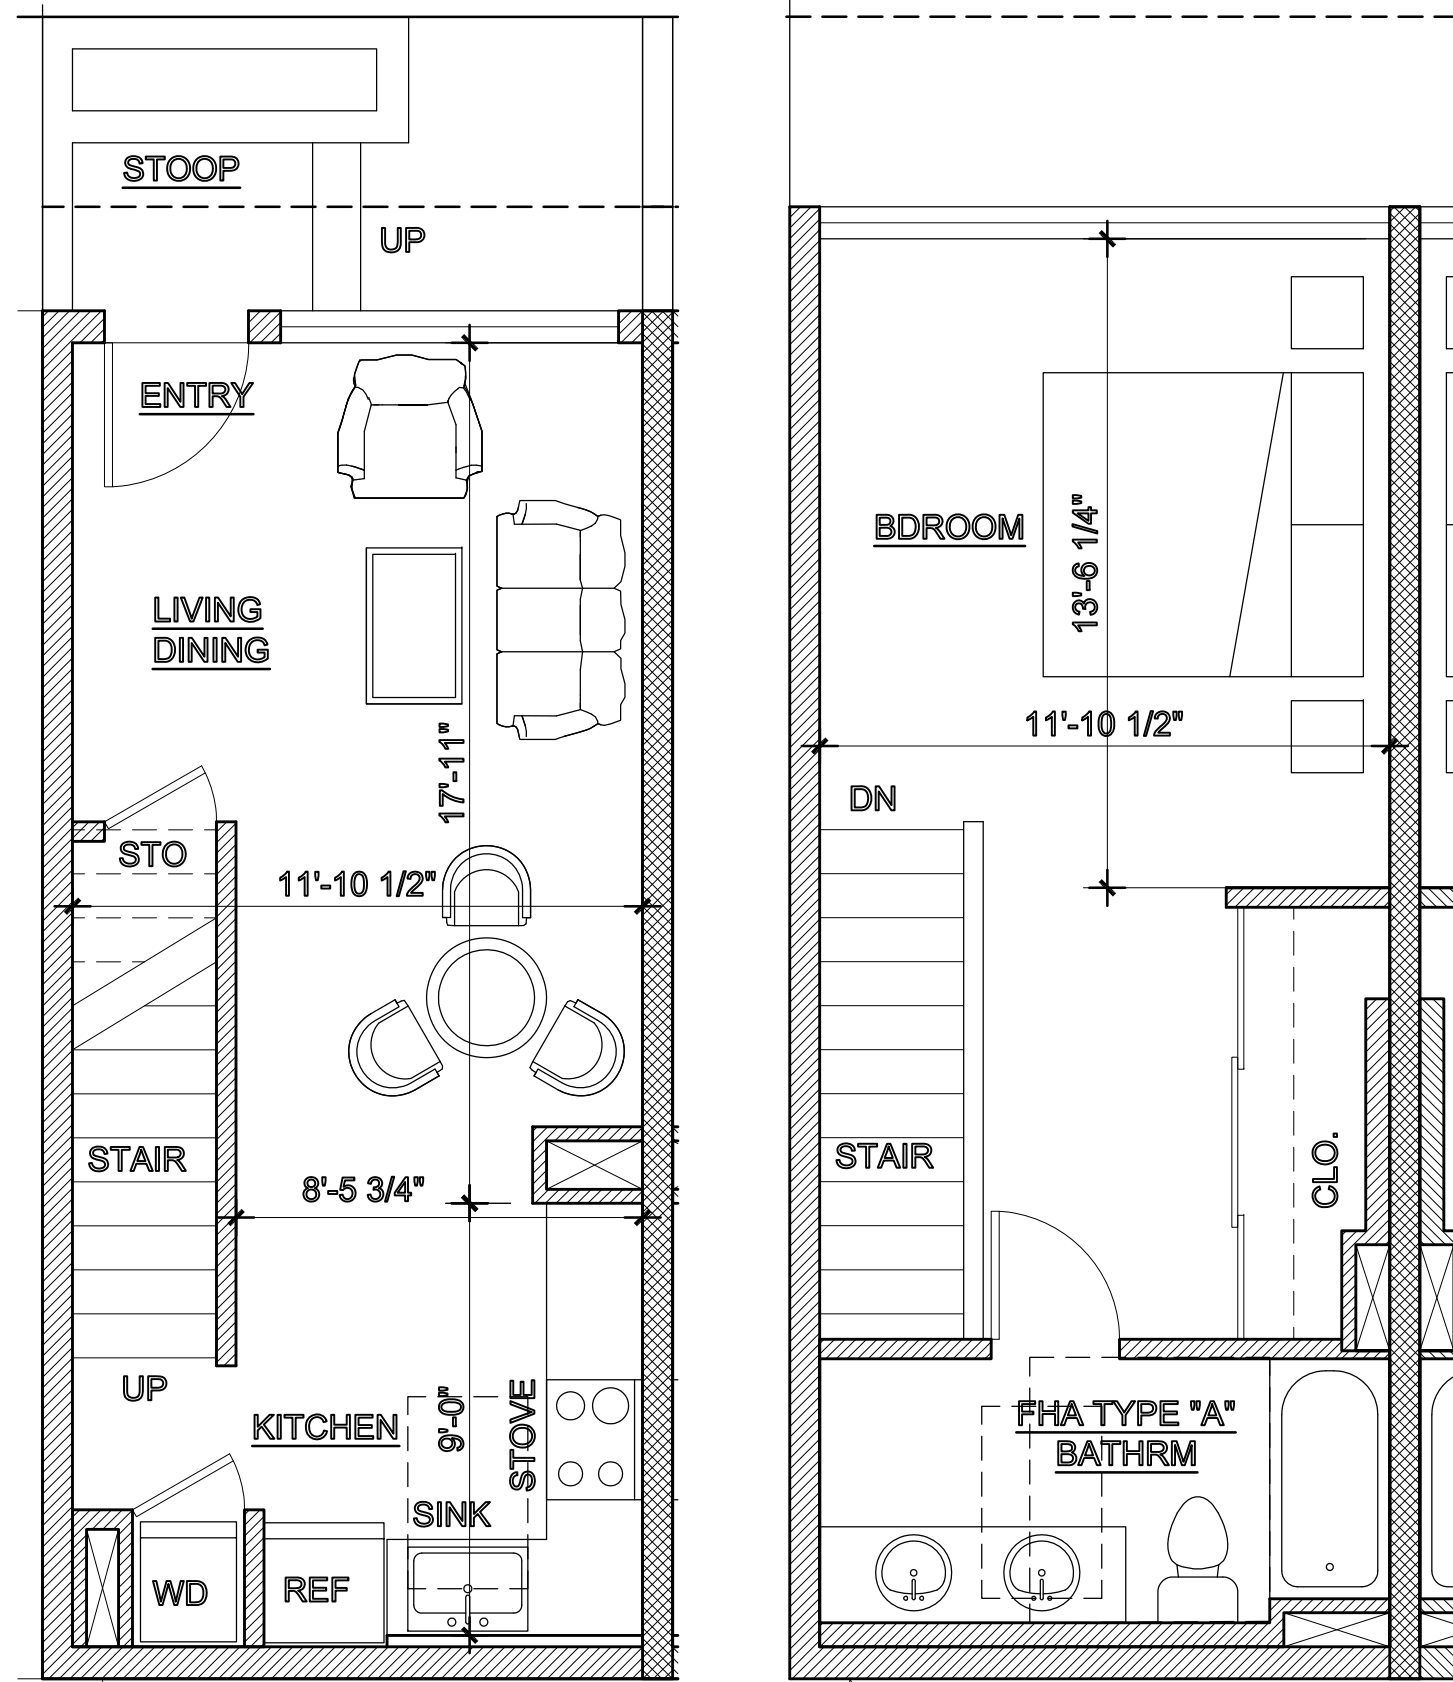 STOOP
UP
ENTRY
LIVING
DINING
17'-11"
STO
11'-10 1/2"
STAIR
8'-5 3/4"
UP
KITCHEN
9'-0"
STOVE
SINK
WD
REF
BDROOM
13'-6 1/4"
11'-10 1/2"
DN
STAIR
CLO.
FHA TYPE "A"
BATHRM